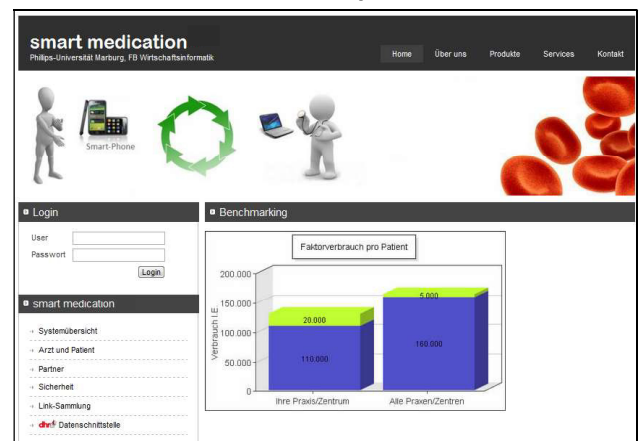 smart medication
Philips-Universität Marburg, FB Wirtschaftsinformatik
Home Über uns Produkte Services Kontakt
Smart-Phone
Login
User
Passwort
Login
smart medication
Systemübersicht
Arzt und Patient
Partner
Sicherheit
Link-Sammlung
dhr Datenschnittstelle
Benchmarking
Faktorverbrauch pro Patient
Verbrauch I.E
200.000
150.000
100.000
50.000
0
20.000
110.000
5.000
160.000
Ihre Praxis/Zentrum
Alle Praxen/Zentren